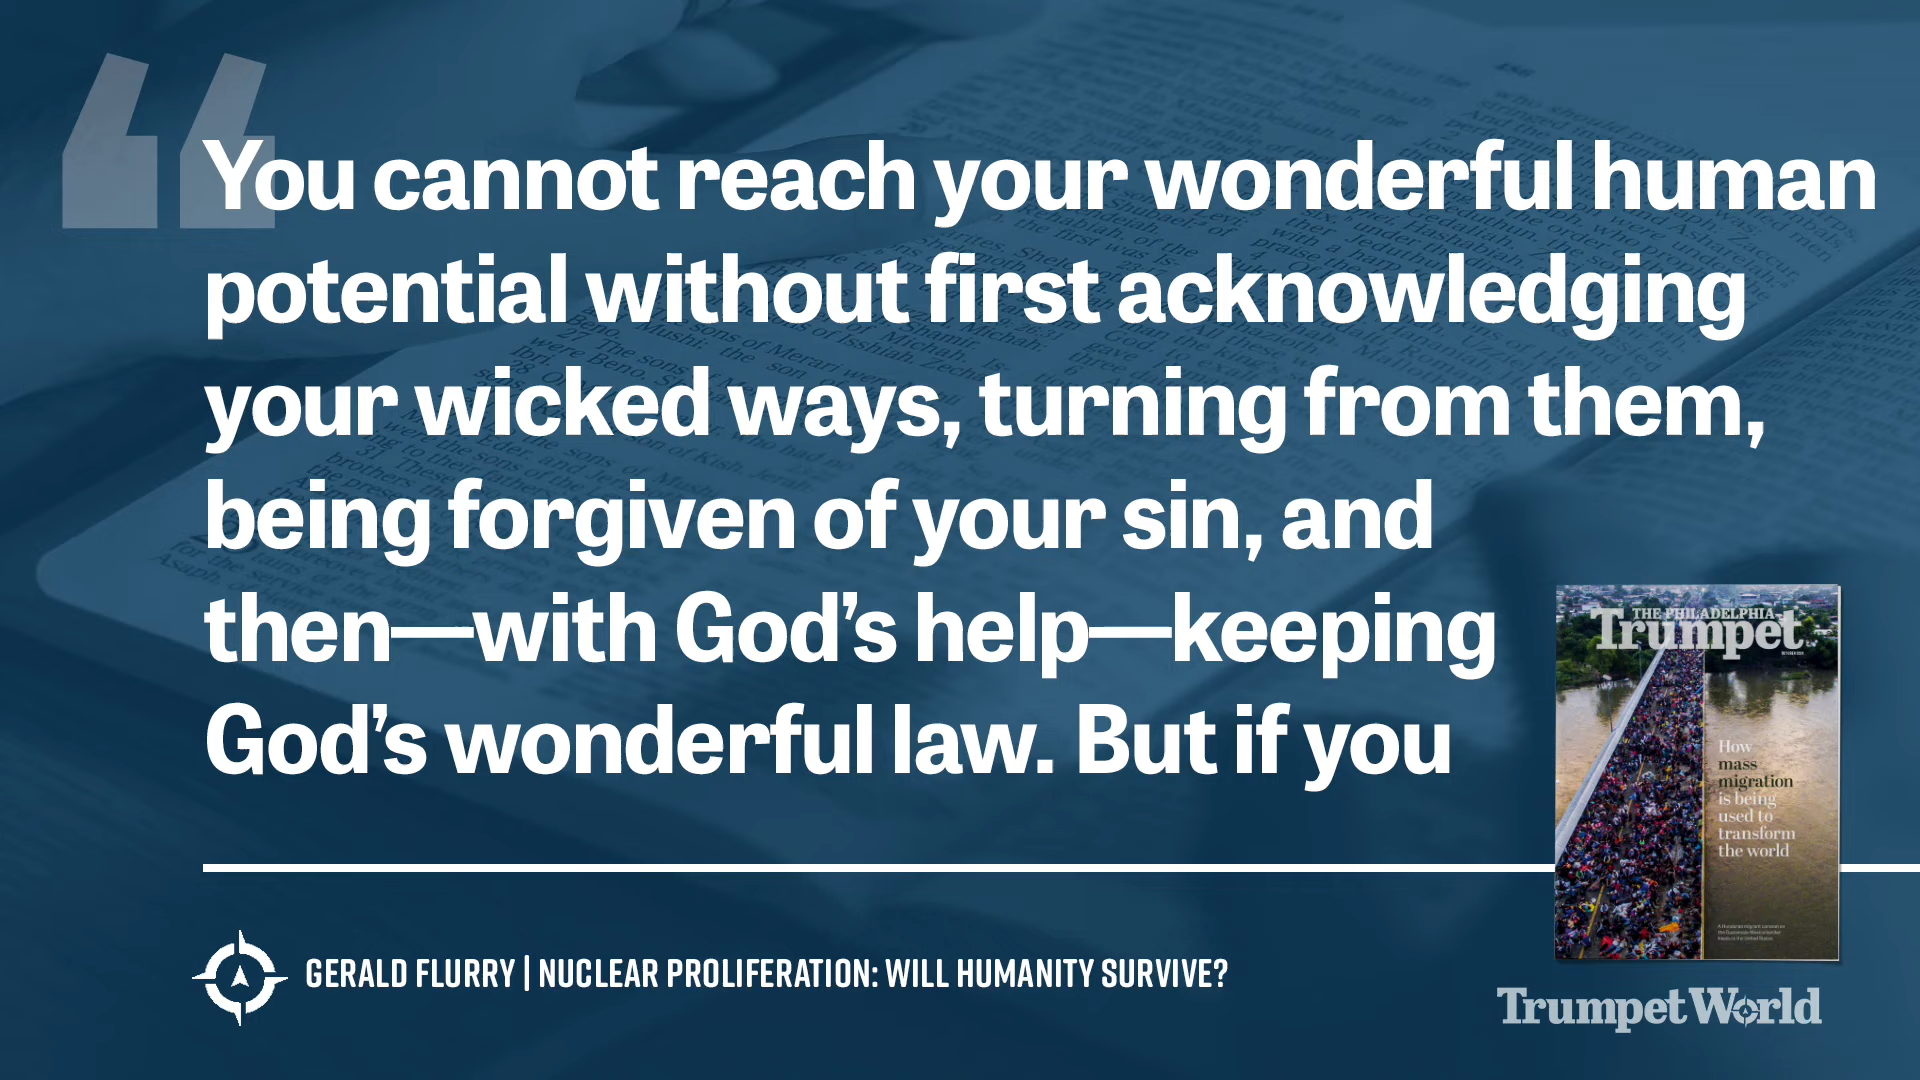 “
You cannot reach your wonderful human
potential without first acknowledging
your wicked ways, turning from them,
being forgiven of your sin, and
then—with God’s help—keeping
God’s wonderful law. But if you
THE PHILADELPHIA
Trumpet
How
mass
migration
is being
used to
transform
the world
GERALD FLURRY | NUCLEAR PROLIFERATION: WILL HUMANITY SURVIVE?
TrumpetWorld